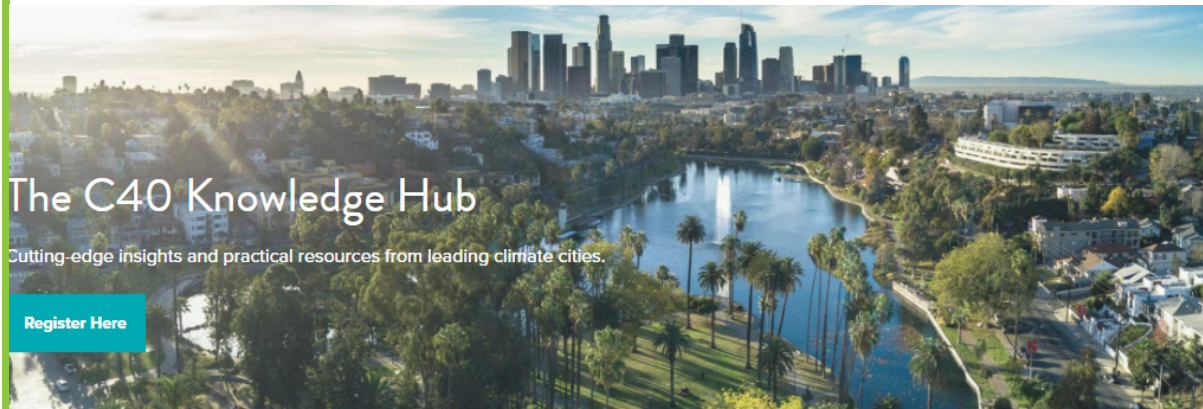 The C40 Knowledge Hub
Cutting-edge insights and practical resources from leading climate cities.
Register Here